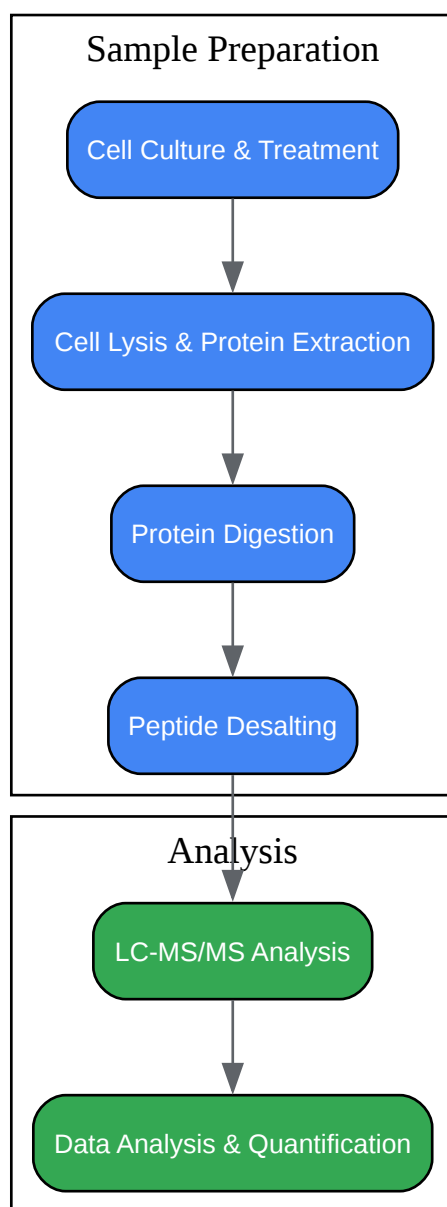 Sample Preparation
Cell Culture & Treatment
Cell Lysis & Protein Extraction
Protein Digestion
Peptide Desalting
Analysis
LC-MS/MS Analysis
Data Analysis & Quantification